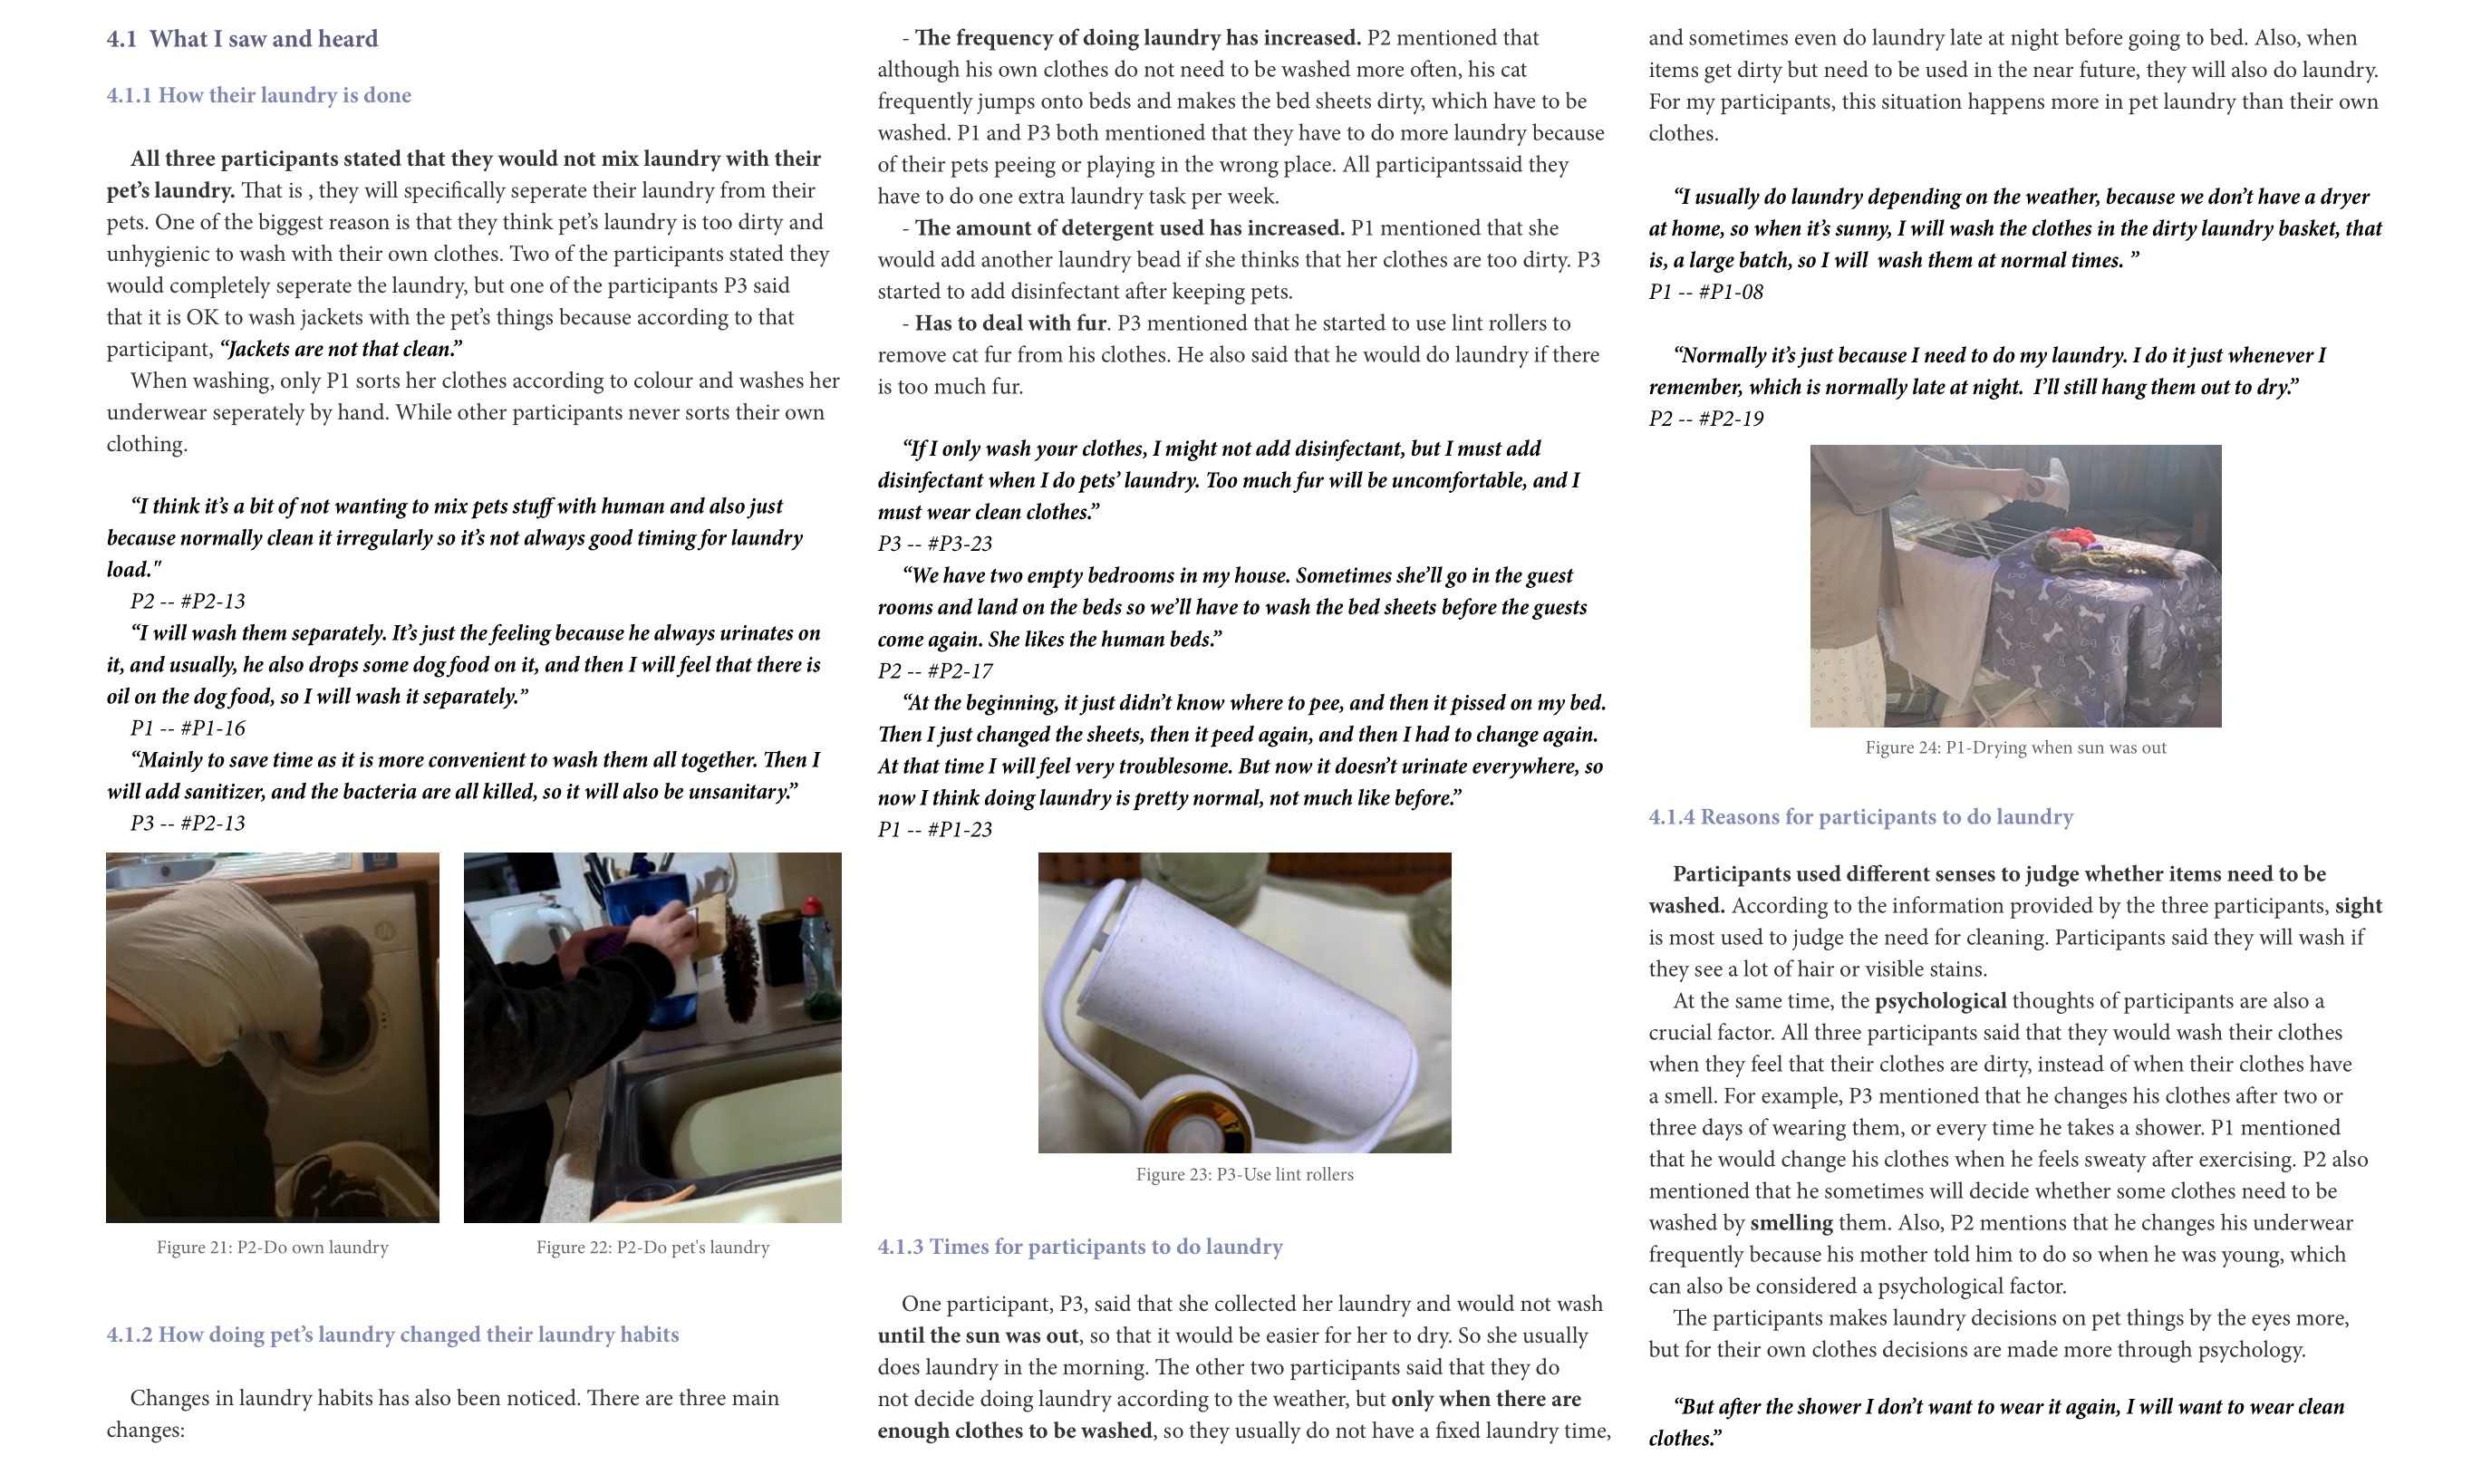 4.1 What I saw and heard
4.1.1 How their laundry is done
All three participants stated that they would not mix laundry with their
pet’s laundry. That is , they will specifically seperate their laundry from their
pets. One of the biggest reason is that they think pet’s laundry is too dirty and
unhygienic to wash with their own clothes. Two of the participants stated they
would completely seperate the laundry, but one of the participants P3 said
that it is OK to wash jackets with the pet’s things because according to that
participant, “Jackets are not that clean.”
When washing, only P1 sorts her clothes according to colour and washes her
underwear seperately by hand. While other participants never sorts their own
clothing.
“I think it’s a bit of not wanting to mix pets stuff with human and also just
because normally clean it irregularly so it’s not always good timing for laundry
load."
P2 -- #P2-13
“I will wash them separately. It’s just the feeling because he always urinates on
it, and usually, he also drops some dog food on it, and then I will feel that there is
oil on the dog food, so I will wash it separately.”
P1 -- #P1-16
“Mainly to save time as it is more convenient to wash them all together. Then I
will add sanitizer, and the bacteria are all killed, so it will also be unsanitary.”
P3 -- #P2-13
Figure 21: P2-Do own laundry
Figure 22: P2-Do pet's laundry
4.1.2 How doing pet’s laundry changed their laundry habits
Changes in laundry habits has also been noticed. There are three main
changes:
- The frequency of doing laundry has increased. P2 mentioned that
although his own clothes do not need to be washed more often, his cat
frequently jumps onto beds and makes the bed sheets dirty, which have to be
washed. P1 and P3 both mentioned that they have to do more laundry because
of their pets peeing or playing in the wrong place. All participantssaid they
have to do one extra laundry task per week.
- The amount of detergent used has increased. P1 mentioned that she
would add another laundry bead if she thinks that her clothes are too dirty. P3
started to add disinfectant after keeping pets.
- Has to deal with fur. P3 mentioned that he started to use lint rollers to
remove cat fur from his clothes. He also said that he would do laundry if there
is too much fur.
“If I only wash your clothes, I might not add disinfectant, but I must add
disinfectant when I do pets’ laundry. Too much fur will be uncomfortable, and I
must wear clean clothes.”
P3 -- #P3-23
“We have two empty bedrooms in my house. Sometimes she’ll go in the guest
rooms and land on the beds so we’ll have to wash the bed sheets before the guests
come again. She likes the human beds.”
P2 -- #P2-17
“At the beginning, it just didn’t know where to pee, and then it pissed on my bed.
Then I just changed the sheets, then it peed again, and then I had to change again.
At that time I will feel very troublesome. But now it doesn’t urinate everywhere, so
now I think doing laundry is pretty normal, not much like before.”
P1 -- #P1-23
Figure 23: P3-Use lint rollers
4.1.3 Times for participants to do laundry
One participant, P3, said that she collected her laundry and would not wash
until the sun was out, so that it would be easier for her to dry. So she usually
does laundry in the morning. The other two participants said that they do
not decide doing laundry according to the weather, but only when there are
enough clothes to be washed, so they usually do not have a fixed laundry time,
and sometimes even do laundry late at night before going to bed. Also, when
items get dirty but need to be used in the near future, they will also do laundry.
For my participants, this situation happens more in pet laundry than their own
clothes.
“I usually do laundry depending on the weather, because we don’t have a dryer
at home, so when it’s sunny, I will wash the clothes in the dirty laundry basket, that
is, a large batch, so I will wash them at normal times. ”
P1 -- #P1-08
“Normally it’s just because I need to do my laundry. I do it just whenever I
remember, which is normally late at night. I’ll still hang them out to dry.”
P2 -- #P2-19
Figure 24: P1-Drying when sun was out
4.1.4 Reasons for participants to do laundry
Participants used different senses to judge whether items need to be
washed. According to the information provided by the three participants, sight
is most used to judge the need for cleaning. Participants said they will wash if
they see a lot of hair or visible stains.
At the same time, the psychological thoughts of participants are also a
crucial factor. All three participants said that they would wash their clothes
when they feel that their clothes are dirty, instead of when their clothes have
a smell. For example, P3 mentioned that he changes his clothes after two or
three days of wearing them, or every time he takes a shower. P1 mentioned
that he would change his clothes when he feels sweaty after exercising. P2 also
mentioned that he sometimes will decide whether some clothes need to be
washed by smelling them. Also, P2 mentions that he changes his underwear
frequently because his mother told him to do so when he was young, which
can also be considered a psychological factor.
The participants makes laundry decisions on pet things by the eyes more,
but for their own clothes decisions are made more through psychology.
“But after the shower I don’t want to wear it again, I will want to wear clean
clothes.”